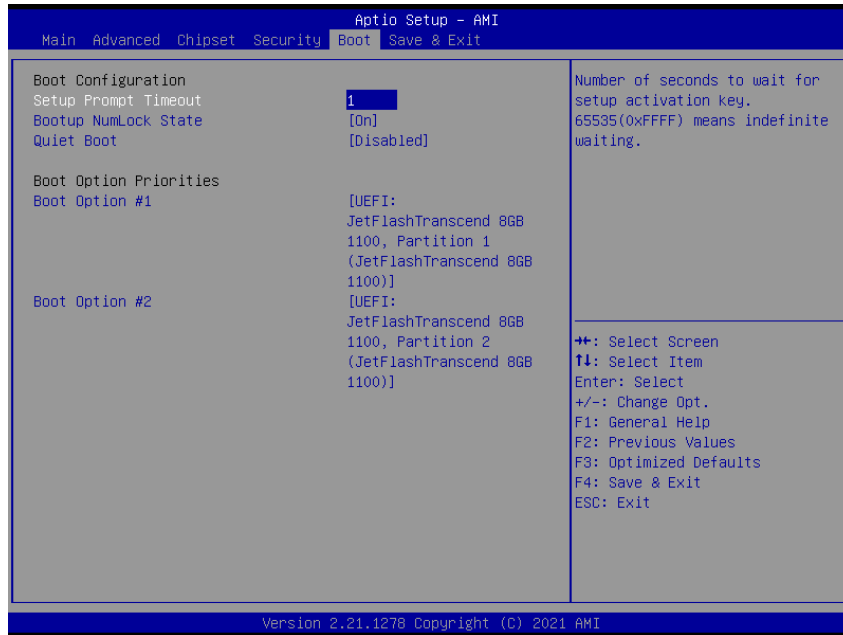 Aptio Setup – AMI
Main Advanced Chipset Security Boot Save & Exit
Boot Configuration
Setup Prompt Timeout 1
Bootup NumLock State [On]
Quiet Boot [Disabled]
Boot Option Priorities
Boot Option #1 [UEFI:
JetFlashTranscend 8GB
1100, Partition 1
(JetFlashTranscend 8GB
1100)]
Boot Option #2 [UEFI:
JetFlashTranscend 8GB
1100, Partition 2
(JetFlashTranscend 8GB
1100)]
Number of seconds to wait for
setup activation key.
65535(0xFFFF) means indefinite
waiting.
→←: Select Screen
↑↓: Select Item
Enter: Select
+/-: Change Opt.
F1: General Help
F2: Previous Values
F3: Optimized Defaults
F4: Save & Exit
ESC: Exit
Version 2.21.1278 Copyright (C) 2021 AMI